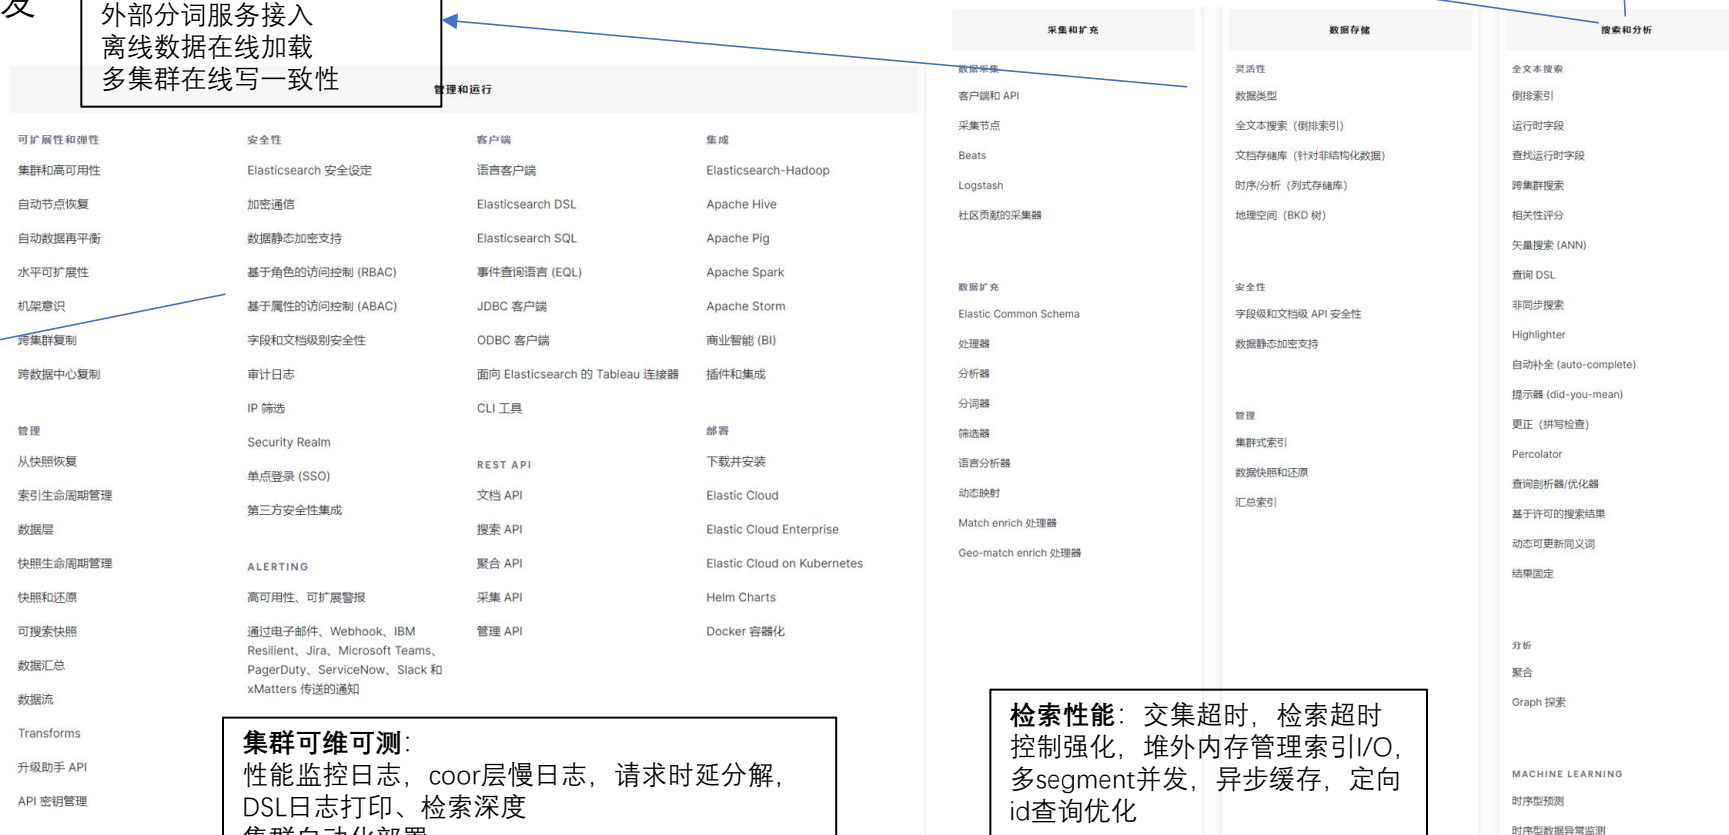 发
外部分词服务接入
离线数据在线加载
多集群在线写一致性
管理和运行
可扩展性和弹性
集群和高可用性
自动节点恢复
自动数据再平衡
水平可扩展性
机架意识
跨集群复制
跨数据中心复制
管理
从快照恢复
索引生命周期管理
数据层
快照生命周期管理
快照和还原
可搜索快照
数据汇总
数据流
Transforms
升级助手 API
API 密钥管理
安全性
Elasticsearch 安全设定
加密通信
数据静态加密支持
基于角色的访问控制 (RBAC)
基于属性的访问控制 (ABAC)
字段和文档级别安全性
审计日志
IP 筛选
Security Realm
单点登录 (SSO)
第三方安全性集成
ALERTING
高可用性、可扩展警报
通过电子邮件、Webhook、IBM
Resilient、Jira、Microsoft Teams、
PagerDuty、ServiceNow、Slack 和
xMatters 传送的通知
客户端
语言客户端
Elasticsearch DSL
Elasticsearch SQL
事件查询语言 (EQL)
JDBC 客户端
ODBC 客户端
面向 Elasticsearch 的 Tableau 连接器
CLI 工具
REST API
文档 API
搜索 API
聚合 API
采集 API
管理 API
集成
Elasticsearch-Hadoop
Apache Hive
Apache Pig
Apache Spark
Apache Storm
商业智能 (BI)
插件和集成
部署
下载并安装
Elastic Cloud
Elastic Cloud Enterprise
Elastic Cloud on Kubernetes
Helm Charts
Docker 容器化
集群可维可测：
性能监控日志，coor层慢日志，请求时延分解，
DSL日志打印、检索深度
集群自动化部署
采集和扩充
数据采集
客户端和 API
采集节点
Beats
Logstash
社区贡献的采集器
数据扩充
Elastic Common Schema
处理器
分析器
分词器
筛选器
语言分析器
动态映射
Match enrich 处理器
Geo-match enrich 处理器
数据存储
灵活性
数据类型
全文本搜索（倒排索引）
文档存储库（针对非结构化数据）
时序/分析（列式存储库）
地理空间（BKD 树）
安全性
字段级和文档级 API 安全性
数据静态加密支持
管理
集群式索引
数据快照和还原
汇总索引
检索性能：交集超时，检索超时
控制强化，堆外内存管理索引I/O，
多segment并发，异步缓存，定向
id查询优化
搜索和分析
全文本搜索
倒排索引
运行时字段
查找运行时字段
跨集群搜索
相关性评分
矢量搜索 (ANN)
查询 DSL
非同步搜索
Highlighter
自动补全 (auto-complete)
提示器 (did-you-mean)
更正（拼写检查）
Percolator
查询剖析器/优化器
基于许可的搜索结果
动态可更新同义词
结果固定
分析
聚合
Graph 探索
MACHINE LEARNING
时序型预测
时序型数据异常监测